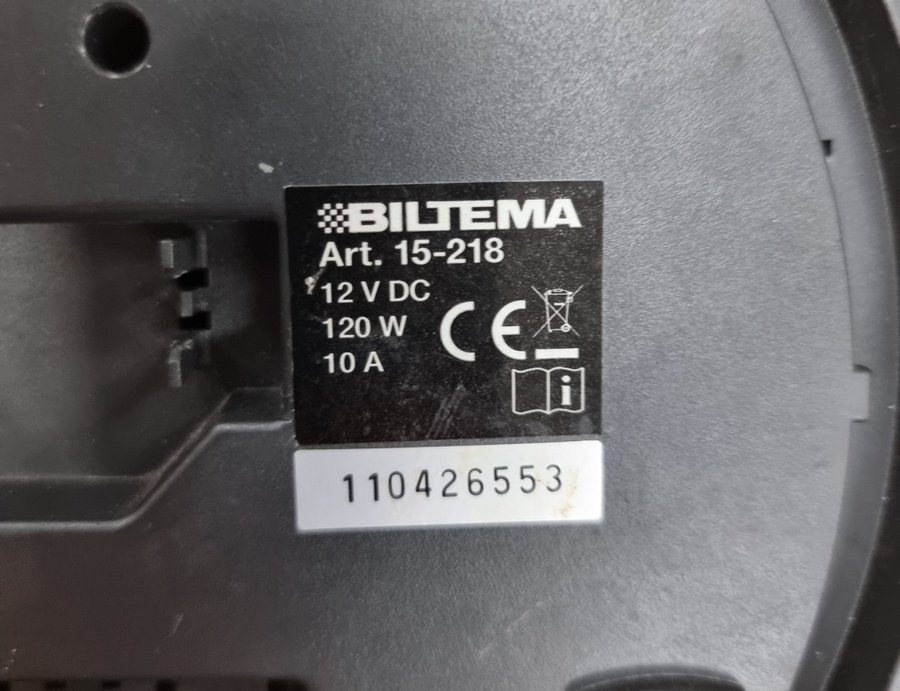 BILTEMA
Art. 15-218
12 V DC
120 W
10 A
CE
i
110426553